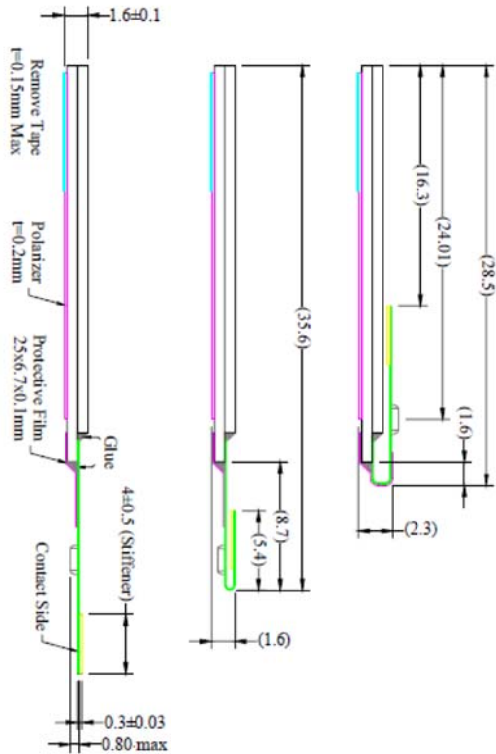 1.6±0.1
Remove Tape
t=0.15mm Max
Polarizer
t=0.2mm
Protective Film
25x6.7x0.1mm
Glue
4±0.5 (Stiffener)
Contact Side
0.3±0.03
0.80 max
(35.6)
(8.7)
(5.4)
(1.6)
(16.3)
(24.01)
(28.5)
(1.6)
(2.3)